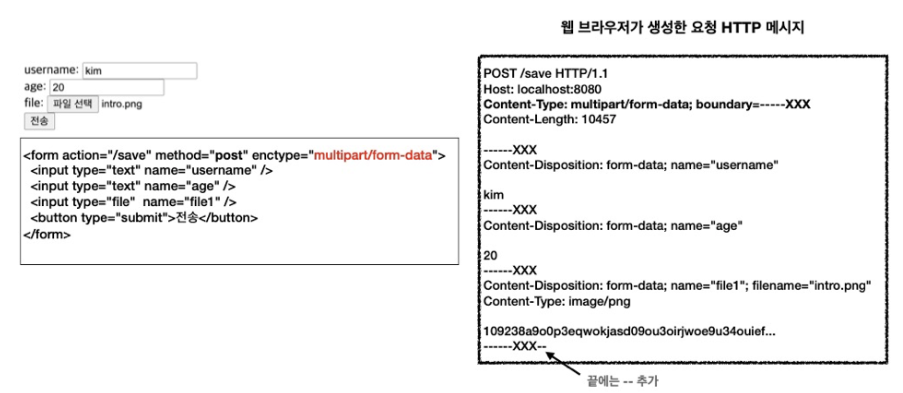 웹 브라우저가 생성한 요청 HTTP 메시지
username: kim
age: 20
file: 파일 선택 intro.png
전송
<form action="/save" method="post" enctype="multipart/form-data">
<input type="text" name="username" />
<input type="text" name="age" />
<input type="file" name="file1" />
<button type="submit">전송</button>
</form>
POST /save HTTP/1.1
Host: localhost:8080
Content-Type: multipart/form-data; boundary=-----XXX
Content-Length: 10457
------XXX
Content-Disposition: form-data; name="username"
kim
------XXX
Content-Disposition: form-data; name="age"
20
------XXX
Content-Disposition: form-data; name="file1"; filename="intro.png"
Content-Type: image/png
109238a9o0p3eqwokjasd09ou3oirjwoe9u34ouief...
------XXX--
끝에는 -- 추가